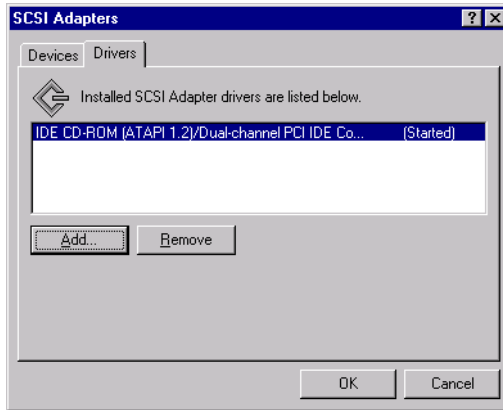 SCSI Adapters
Devices Drivers
Installed SCSI Adapter drivers are listed below.
IDE CD-ROM (ATAPI 1.2)/Dual-channel PCI IDE Co... (Started)
Add... Remove
OK Cancel